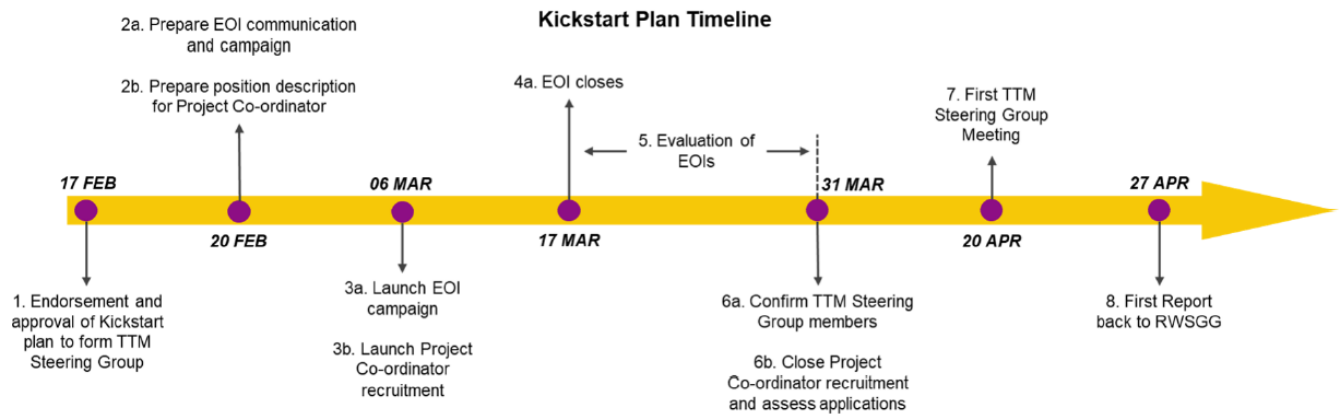 Kickstart Plan Timeline
2a. Prepare EOI communication
and campaign
2b. Prepare position description
for Project Co-ordinator
4a. EOI closes
5. Evaluation of
EOIs
7. First TTM
Steering Group
Meeting
17 FEB
06 MAR
31 MAR
27 APR
20 FEB
17 MAR
20 APR
1. Endorsement and
approval of Kickstart
plan to form TTM
Steering Group
3a. Launch EOI
campaign
3b. Launch Project
Co-ordinator
recruitment
6a. Confirm TTM Steering
Group members
6b. Close Project
Co-ordinator recruitment
and assess applications
8. First Report
back to RWSGG